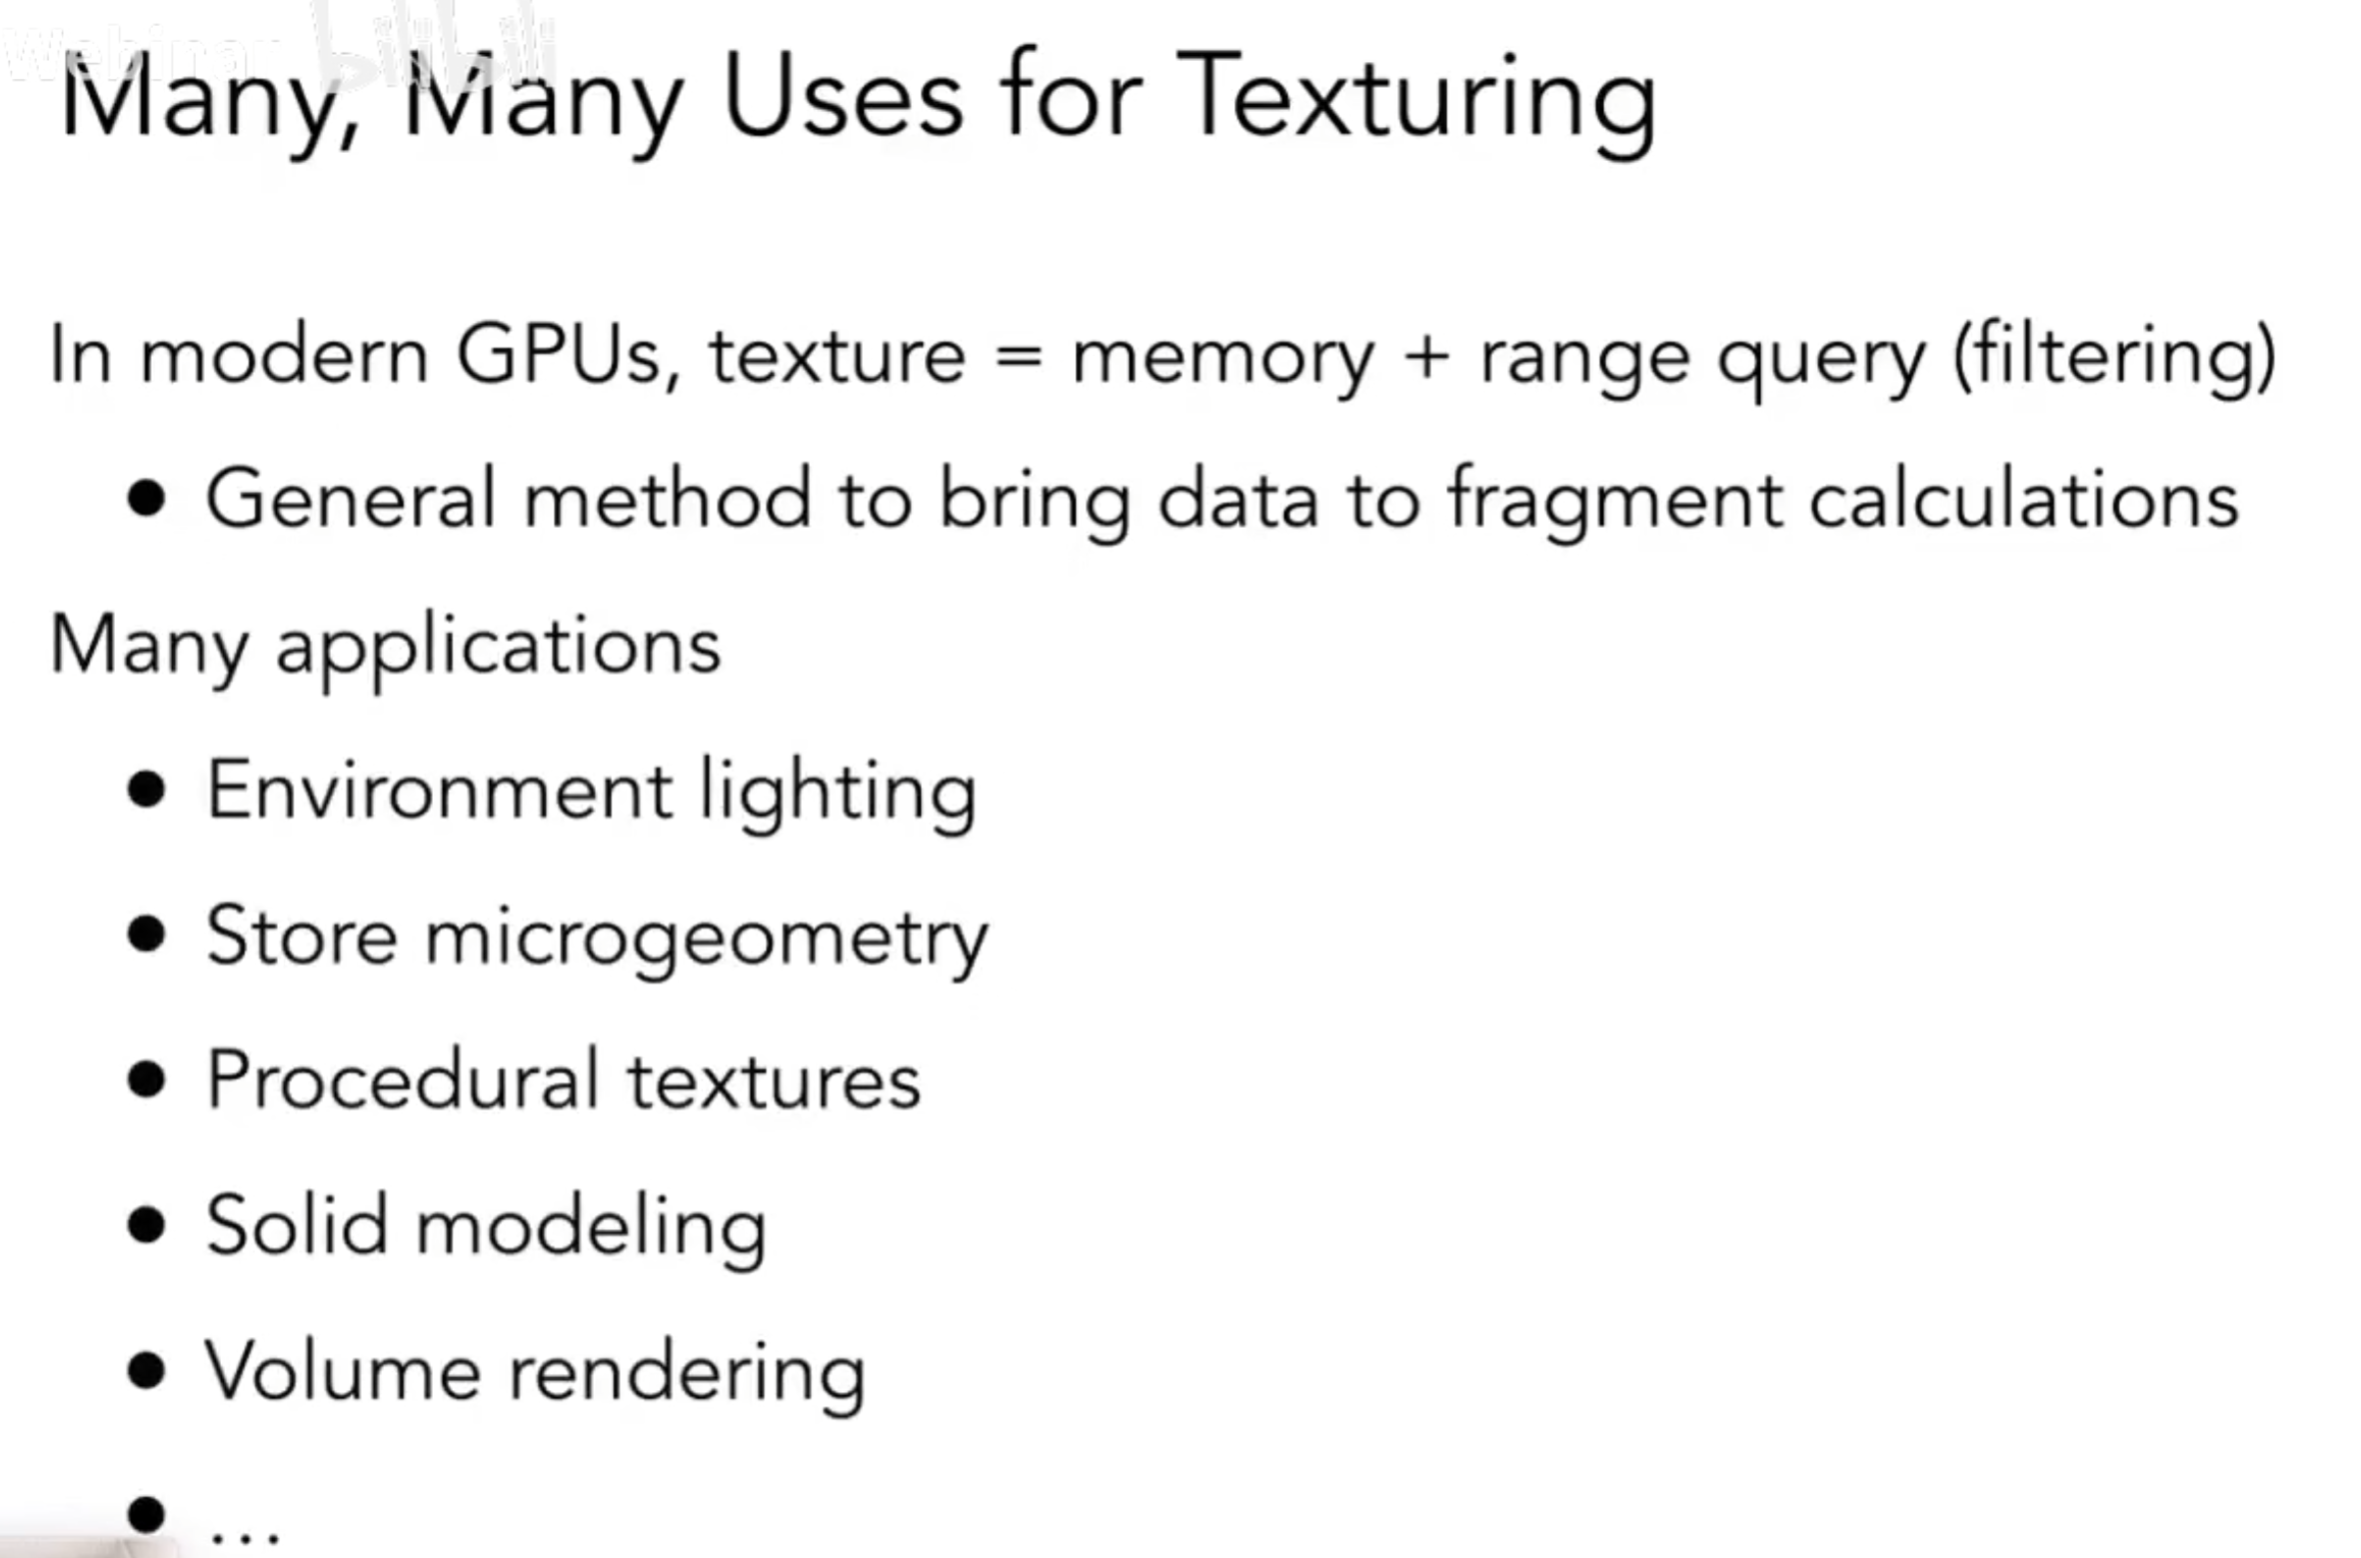 Webinar bilibili
Many, Many Uses for Texturing
In modern GPUs, texture = memory + range query (filtering)
● General method to bring data to fragment calculations
Many applications
● Environment lighting
● Store microgeometry
● Procedural textures
● Solid modeling
● Volume rendering
● ...